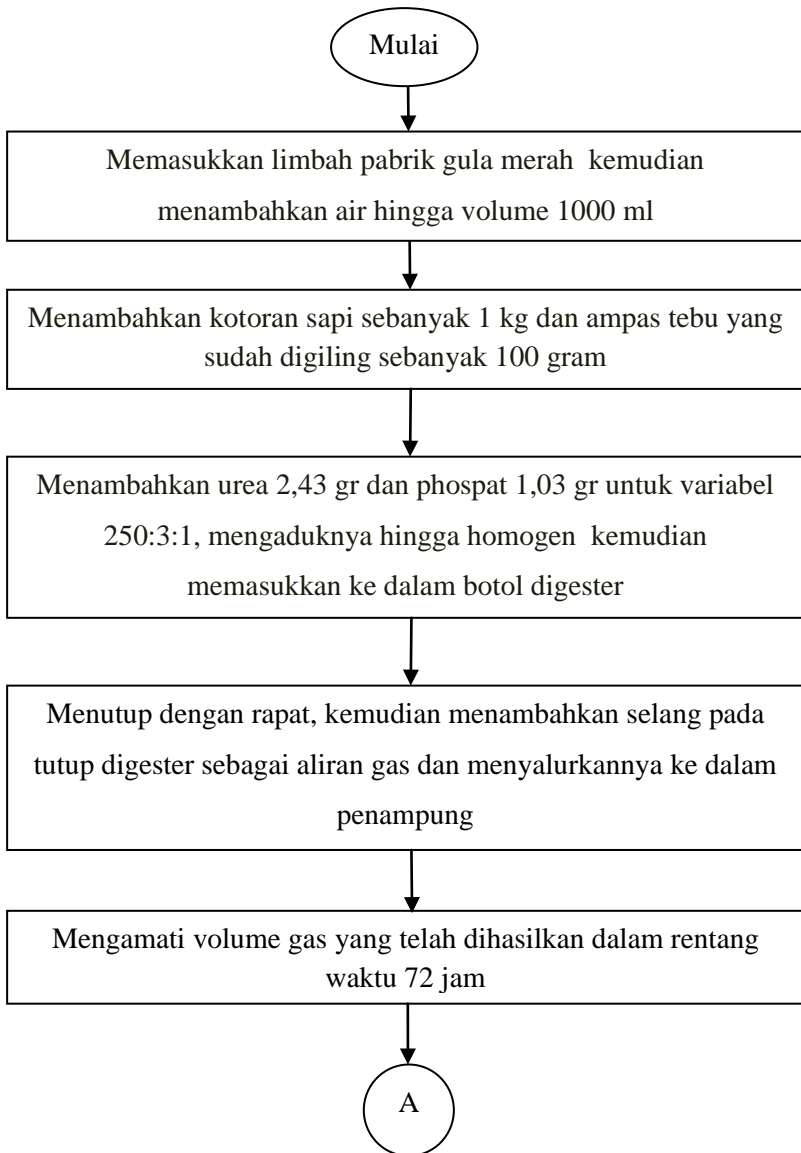 Mulai
Memasukkan limbah pabrik gula merah kemudian
menambahkan air hingga volume 1000 ml
Menambahkan kotoran sapi sebanyak 1 kg dan ampas tebu yang
sudah digiling sebanyak 100 gram
Menambahkan urea 2,43 gr dan phospat 1,03 gr untuk variabel
250:3:1, mengaduknya hingga homogen kemudian
memasukkan ke dalam botol digester
Menutup dengan rapat, kemudian menambahkan selang pada
tutup digester sebagai aliran gas dan menyalurkannya ke dalam
penampung
Mengamati volume gas yang telah dihasilkan dalam rentang
waktu 72 jam
A